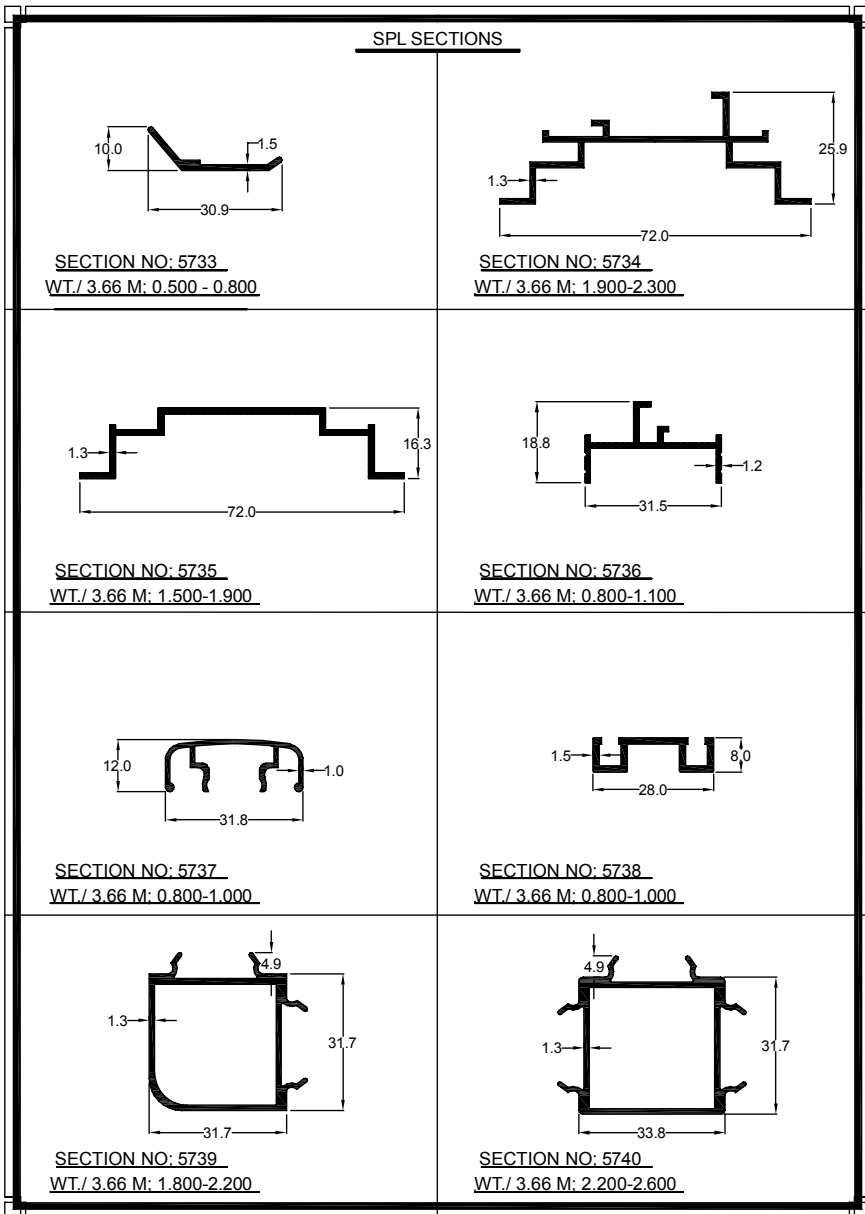 SPL SECTIONS
10.0
1.5
30.9
SECTION NO; 5733
WT./ 3.66 M; 0.500 - 0.800
25.9
1.3
72.0
SECTION NO; 5734
WT./ 3.66 M; 1.900-2.300
16.3
1.3
72.0
SECTION NO; 5735
WT./ 3.66 M; 1.500-1.900
18.8
1.2
31.5
SECTION NO; 5736
WT./ 3.66 M; 0.800-1.100
12.0
1.0
31.8
SECTION NO; 5737
WT./ 3.66 M; 0.800-1.000
1.5
8.0
28.0
SECTION NO; 5738
WT./ 3.66 M; 0.800-1.000
4.9
1.3
31.7
31.7
SECTION NO; 5739
WT./ 3.66 M; 1.800-2.200
4.9
1.3
31.7
33.8
SECTION NO; 5740
WT./ 3.66 M; 2.200-2.600